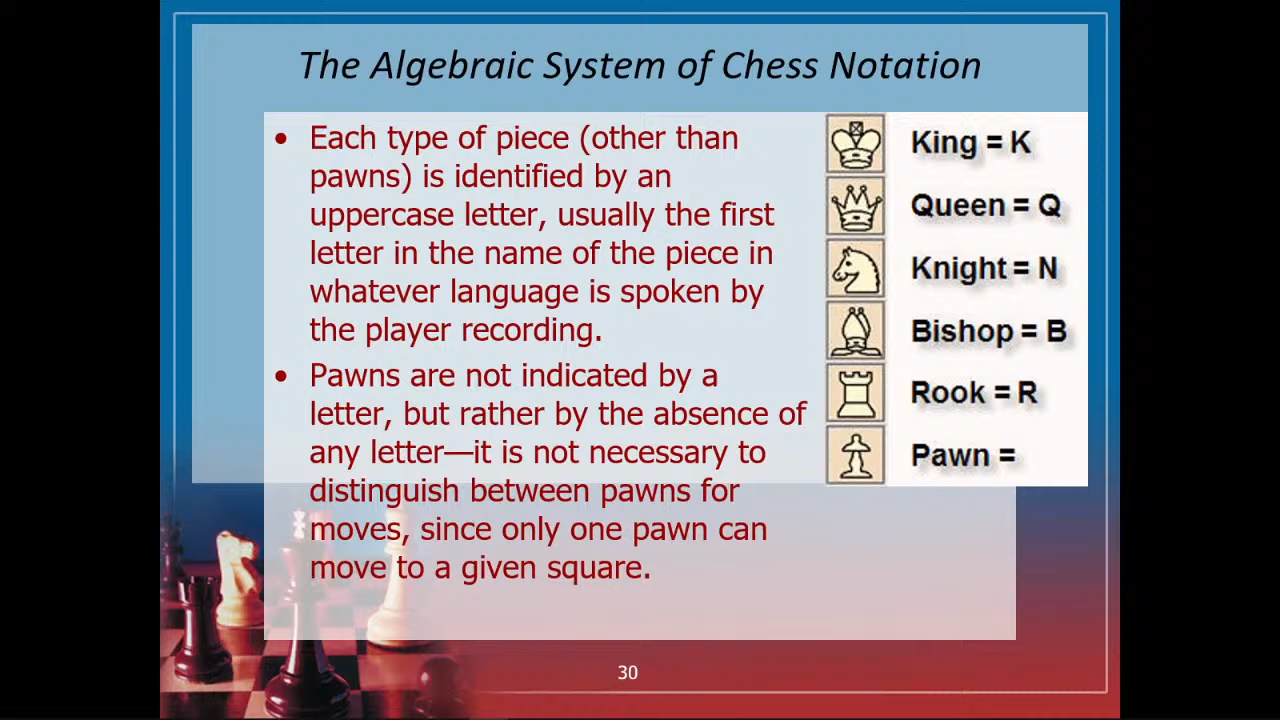 The Algebraic System of Chess Notation
• Each type of piece (other than
pawns) is identified by an
uppercase letter, usually the first
letter in the name of the piece in
whatever language is spoken by
the player recording.
• Pawns are not indicated by a
letter, but rather by the absence of
any letter—it is not necessary to
distinguish between pawns for
moves, since only one pawn can
move to a given square.
King = K
Queen = Q
Knight = N
Bishop = B
Rook = R
Pawn =
30